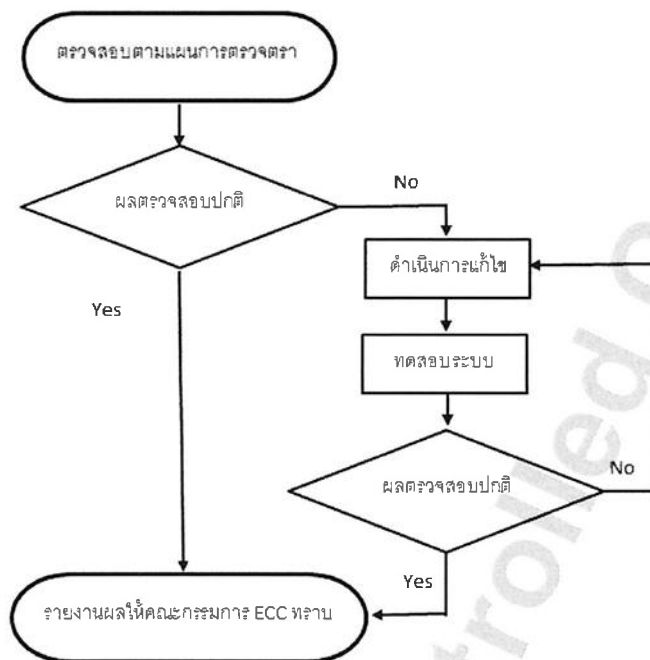 ตรวจสอบตามแผนการตรวจตรา
ผลตรวจสอบปกติ
No
ดำเนินการแก้ไข
Yes
ทดสอบระบบ
ผลตรวจสอบปกติ
No
Yes
รายงานผลให้คณะกรรมการ ECC ทราบ